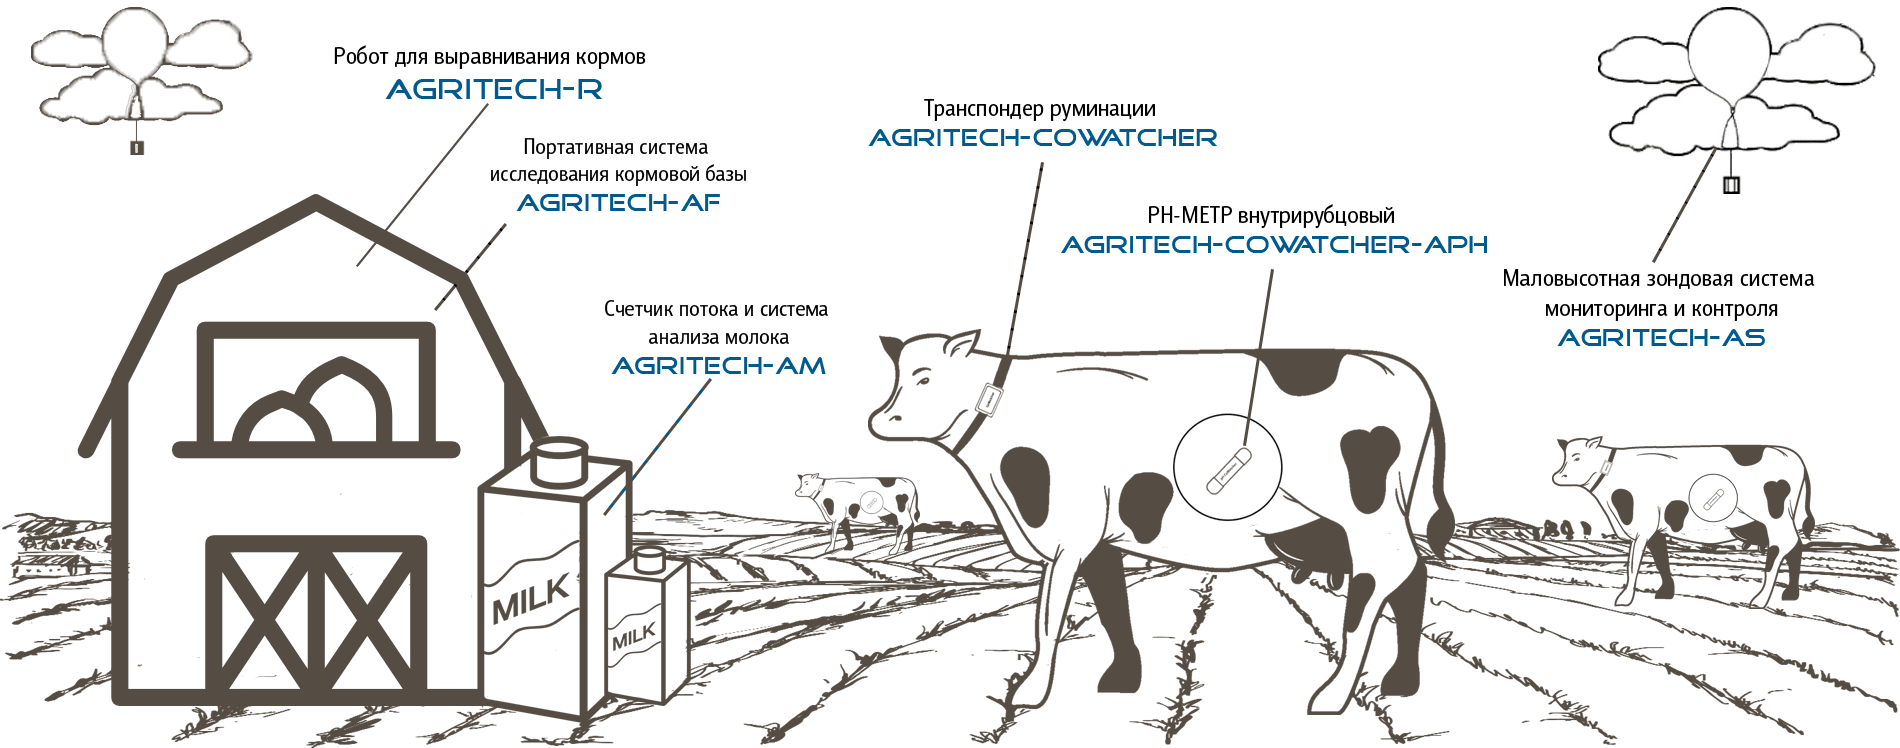 Робот для выравнивания кормов
AGRITECH-R
Портативная система
исследования кормовой базы
AGRITECH-AF
Счетчик потока и система
анализа молока
AGRITECH-AM
Транспондер руминации
AGRITECH-COWATCHER
PH-МЕТР внутрирубцовый
AGRITECH-COWATCHER-APH
Маловысотная зондовая система
мониторинга и контроля
AGRITECH-AS
MILK
MILK